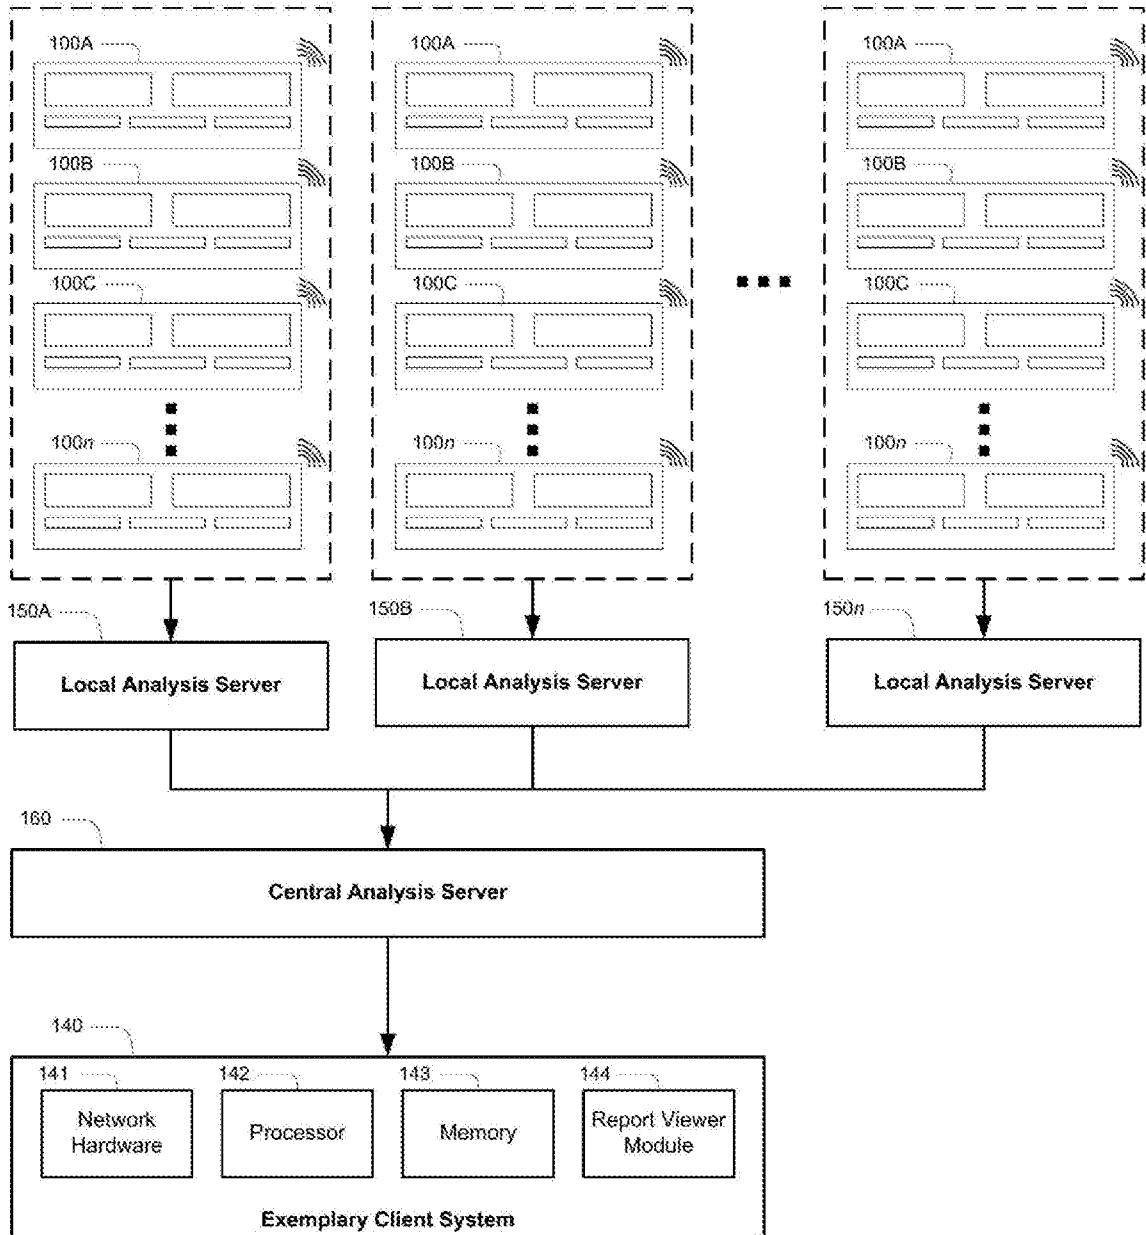 100A
100A
100A
100B
100B
100B
100C
100C
100C
100n
100n
100n
150A
150B
150n
Local Analysis Server
Local Analysis Server
Local Analysis Server
160
Central Analysis Server
140
141
142
143
144
Network
Hardware
Processor
Memory
Report Viewer
Module
Exemplary Client System